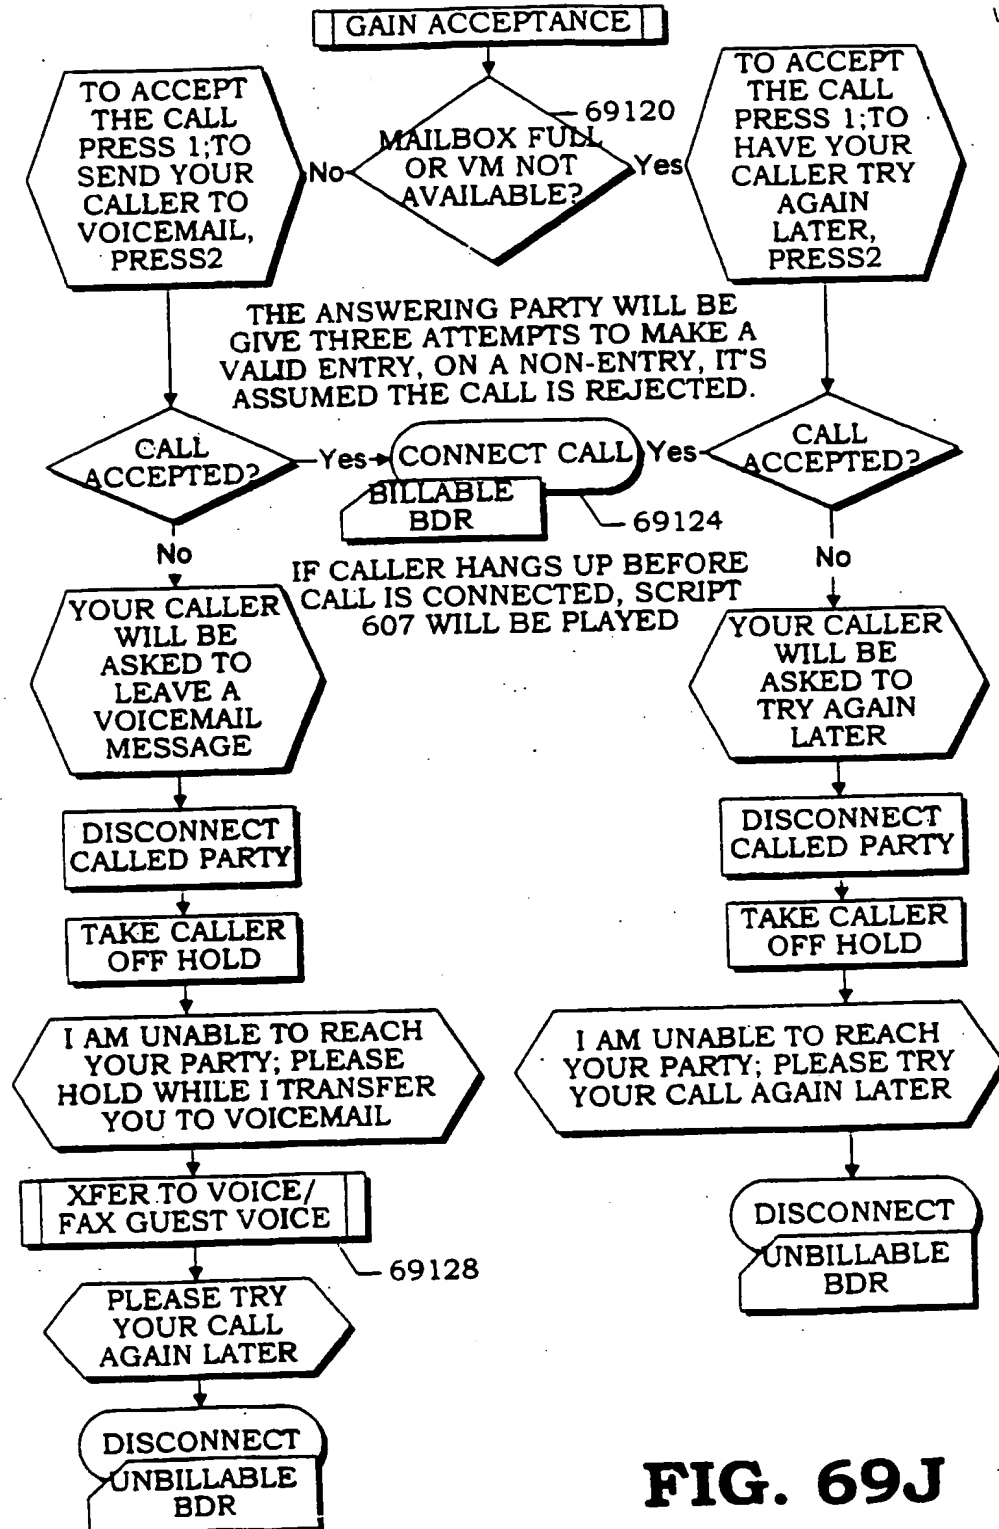 GAIN ACCEPTANCE
TO ACCEPT
THE CALL
PRESS 1;TO
SEND YOUR
CALLER TO
VOICEMAIL,
PRESS2
No
69120
MAILBOX FULL
OR VM NOT
AVAILABLE?
Yes
TO ACCEPT
THE CALL
PRESS 1;TO
HAVE YOUR
CALLER TRY
AGAIN
LATER,
PRESS2
THE ANSWERING PARTY WILL BE
GIVE THREE ATTEMPTS TO MAKE A
VALID ENTRY, ON A NON-ENTRY, IT'S
ASSUMED THE CALL IS REJECTED.
CALL
ACCEPTED?
Yes
CONNECT CALL
Yes
CALL
ACCEPTED?
BILLABLE
BDR
69124
No
No
IF CALLER HANGS UP BEFORE
CALL IS CONNECTED, SCRIPT
607 WILL BE PLAYED
YOUR CALLER
WILL BE
ASKED TO
LEAVE A
VOICEMAIL
MESSAGE
YOUR CALLER
WILL BE
ASKED TO
TRY AGAIN
LATER
DISCONNECT
CALLED PARTY
DISCONNECT
CALLED PARTY
TAKE CALLER
OFF HOLD
TAKE CALLER
OFF HOLD
I AM UNABLE TO REACH
YOUR PARTY; PLEASE
HOLD WHILE I TRANSFER
YOU TO VOICEMAIL
I AM UNABLE TO REACH
YOUR PARTY; PLEASE TRY
YOUR CALL AGAIN LATER
XFER TO VOICE/
FAX GUEST VOICE
69128
DISCONNECT
UNBILLABLE
BDR
PLEASE TRY
YOUR CALL
AGAIN LATER
DISCONNECT
UNBILLABLE
BDR
FIG. 69J